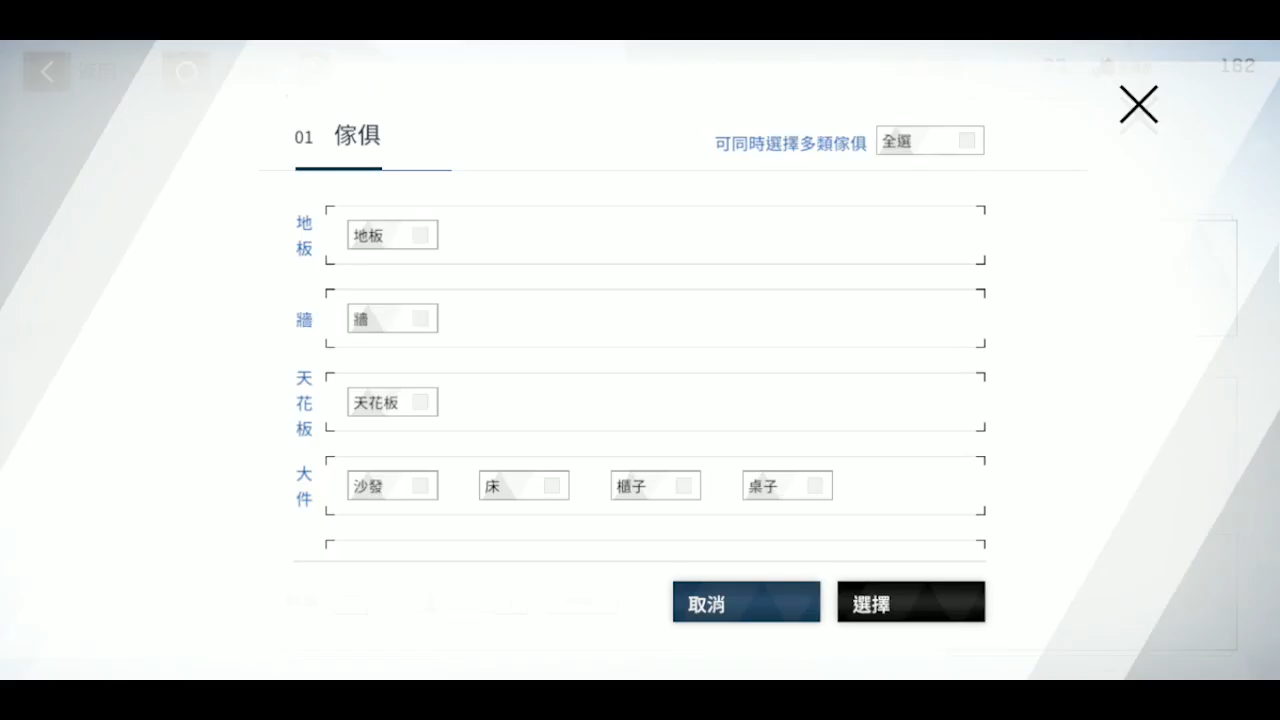 162
01 傢俱
可同時選擇多類傢俱 全選
地板 地板
牆 牆
天花板 天花板
大件 沙發 床 櫃子 桌子
取消 選擇